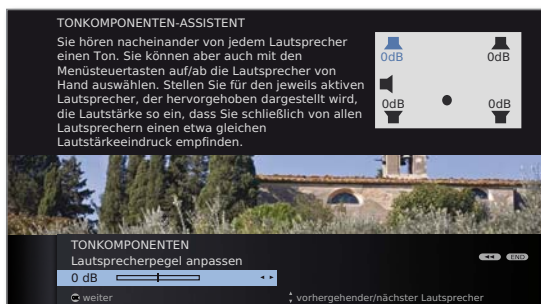 TONKOMPONENTEN-ASSISTENT
Sie hören nacheinander von jedem Lautsprecher
einen Ton. Sie können aber auch mit den
Menüsteuertasten auf/ab die Lautsprecher von
Hand auswählen. Stellen Sie für den jeweils aktiven
Lautsprecher, der hervorgehoben dargestellt wird,
die Lautstärke so ein, dass Sie schließlich von allen
Lautsprechern einen etwa gleichen
Lautstärkeeindruck empfinden.
0dB 0dB
0dB 0dB
TONKOMPONENTEN
Lautsprecherpegel anpassen
END
0 dB
OK weiter
vorhergehender/nächster Lautsprecher